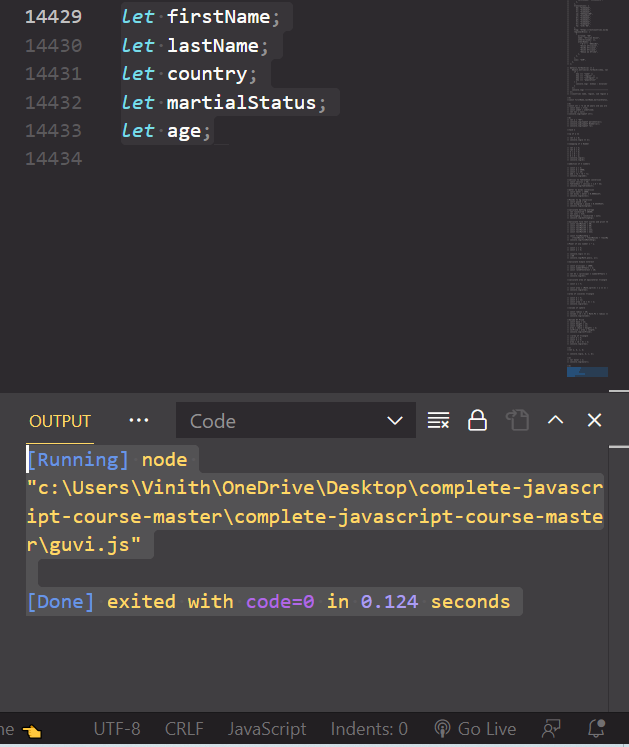 14429 let firstName;
14430 let lastName;
14431 let country;
14432 let martialStatus;
14433 let age;
14434
OUTPUT ··· Code
[Running] node
"c:\Users\Vinith\OneDrive\Desktop\complete-javascr
ipt-course-master\complete-javascript-course-maste
r\guvi.js"
[Done] exited with code=0 in 0.124 seconds
ne 👈 UTF-8 CRLF JavaScript Indents: 0 Go Live